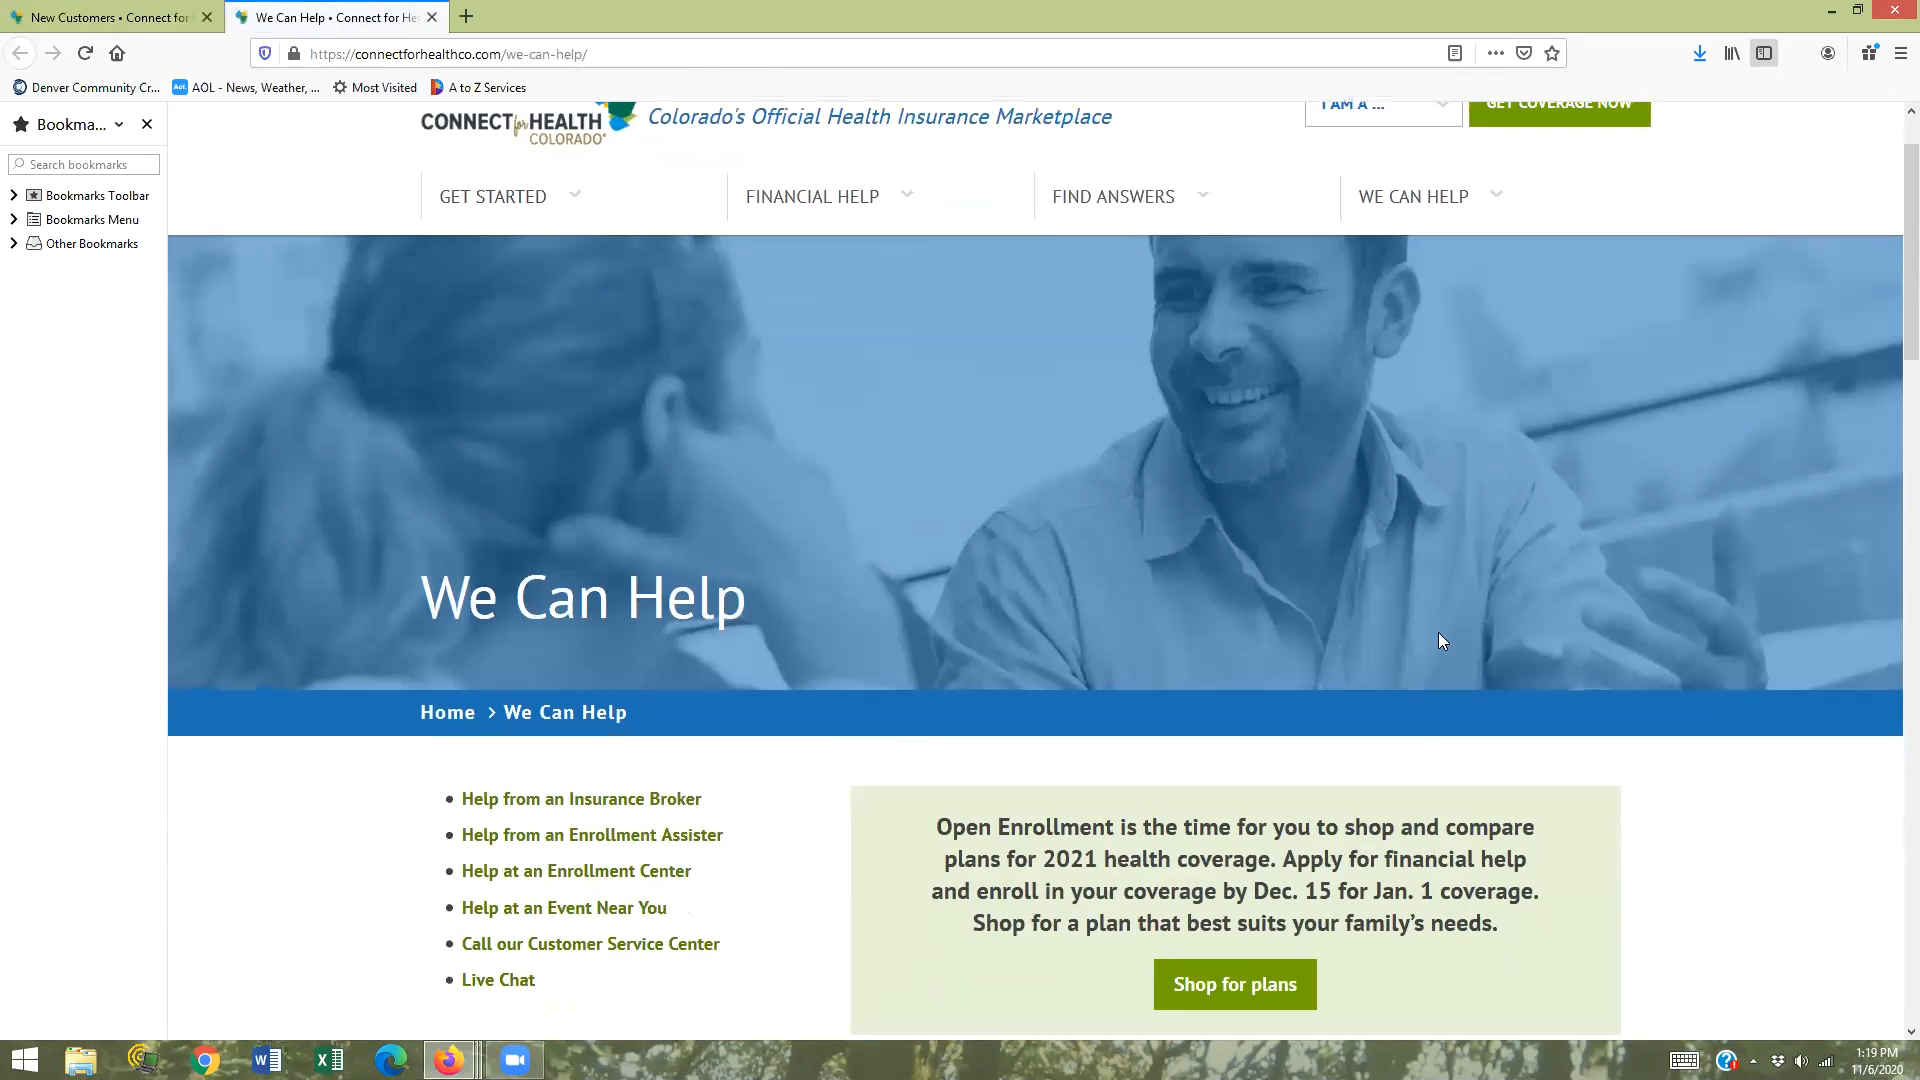 New Customers • Connect for
We Can Help • Connect for He
https://connectforhealthco.com/we-can-help/
Denver Community Cr...
AOL - News, Weather, ...
Most Visited
A to Z Services
Bookma...
Search bookmarks
Bookmarks Toolbar
Bookmarks Menu
Other Bookmarks
CONNECT for HEALTH
COLORADO
Colorado's Official Health Insurance Marketplace
I AM A ...
GET COVERAGE NOW
GET STARTED
FINANCIAL HELP
FIND ANSWERS
WE CAN HELP
We Can Help
Home > We Can Help
• Help from an Insurance Broker
• Help from an Enrollment Assister
• Help at an Enrollment Center
• Help at an Event Near You
• Call our Customer Service Center
• Live Chat
Open Enrollment is the time for you to shop and compare
plans for 2021 health coverage. Apply for financial help
and enroll in your coverage by Dec. 15 for Jan. 1 coverage.
Shop for a plan that best suits your family's needs.
Shop for plans
1:19 PM
11/6/2020